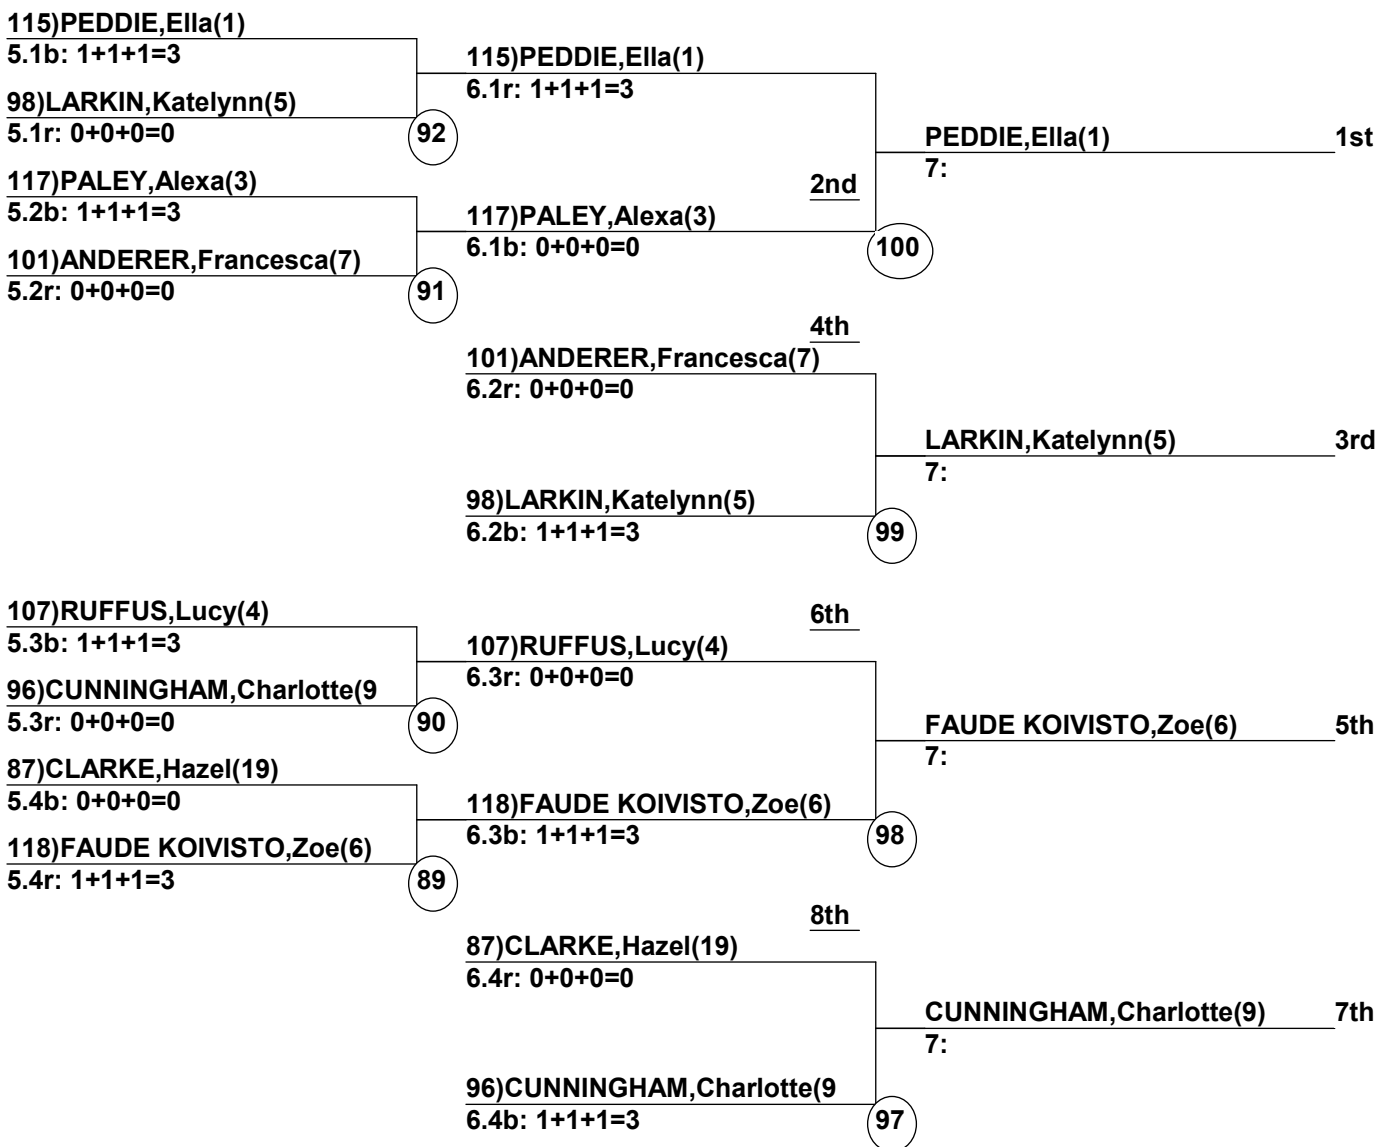 115)PEDDIE,Ella(1)
5.1b: 1+1+1=3
98)LARKIN,Katelynn(5)
5.1r: 0+0+0=0
92
117)PALEY,Alexa(3)
5.2b: 1+1+1=3
101)ANDERER,Francesca(7)
5.2r: 0+0+0=0
91
115)PEDDIE,Ella(1)
6.1r: 1+1+1=3
2nd
117)PALEY,Alexa(3)
6.1b: 0+0+0=0
100
PEDDIE,Ella(1) 1st
7:
4th
101)ANDERER,Francesca(7)
6.2r: 0+0+0=0
98)LARKIN,Katelynn(5)
6.2b: 1+1+1=3
99
LARKIN,Katelynn(5) 3rd
7:
107)RUFFUS,Lucy(4)
5.3b: 1+1+1=3
96)CUNNINGHAM,Charlotte(9
5.3r: 0+0+0=0
90
87)CLARKE,Hazel(19)
5.4b: 0+0+0=0
118)FAUDE KOIVISTO,Zoe(6)
5.4r: 1+1+1=3
89
6th
107)RUFFUS,Lucy(4)
6.3r: 0+0+0=0
118)FAUDE KOIVISTO,Zoe(6)
6.3b: 1+1+1=3
98
FAUDE KOIVISTO,Zoe(6) 5th
7:
8th
87)CLARKE,Hazel(19)
6.4r: 0+0+0=0
96)CUNNINGHAM,Charlotte(9
6.4b: 1+1+1=3
97
CUNNINGHAM,Charlotte(9) 7th
7: